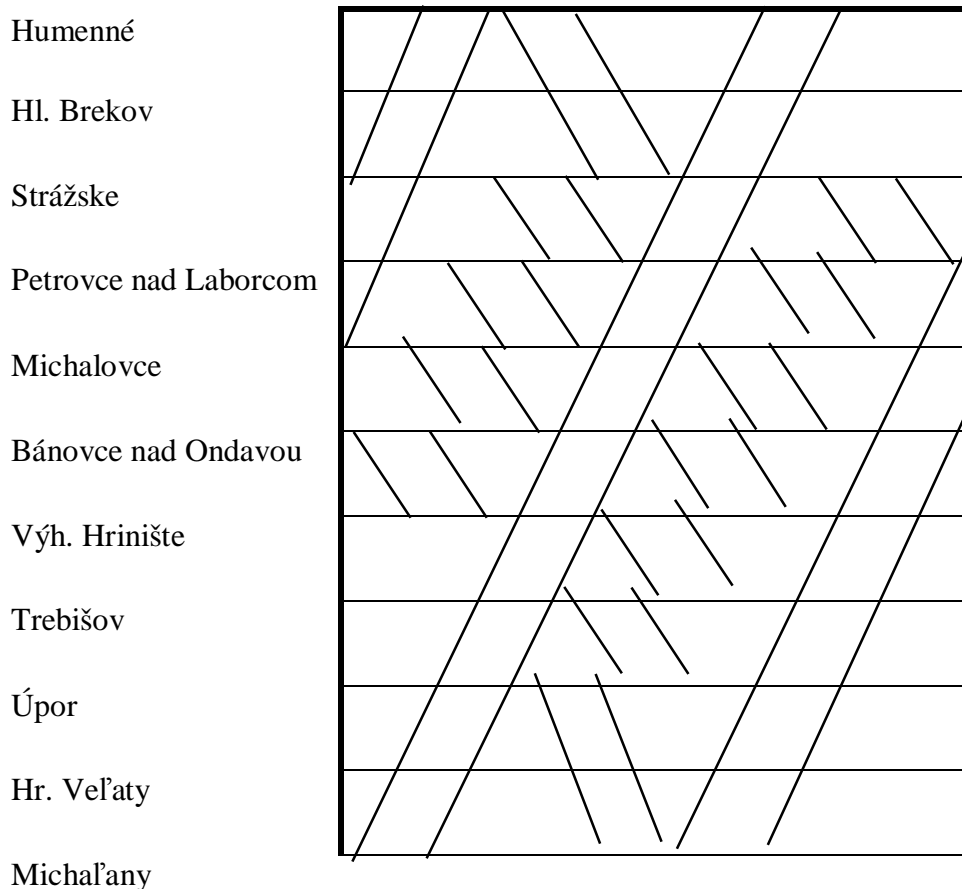 Humenné
Hl. Brekov
Strážske
Petrovce nad Laborcom
Michalovce
Bánovce nad Ondavou
Výh. Hrinište
Trebišov
Úpor
Hr. Veľaty
Michaľany